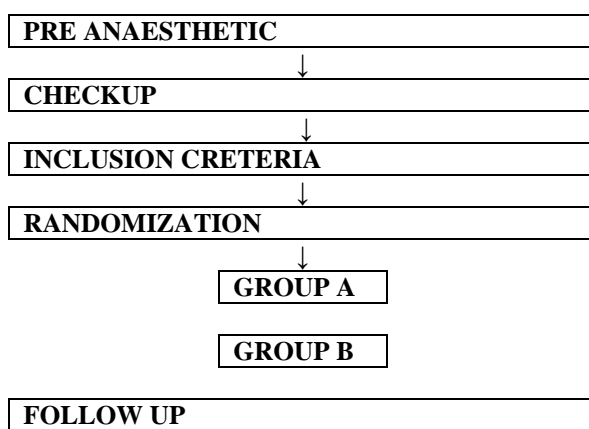 PRE ANAESTHETIC
↓
CHECKUP
↓
INCLUSION CRETERIA
↓
RANDOMIZATION
↓
GROUP A
GROUP B
FOLLOW UP